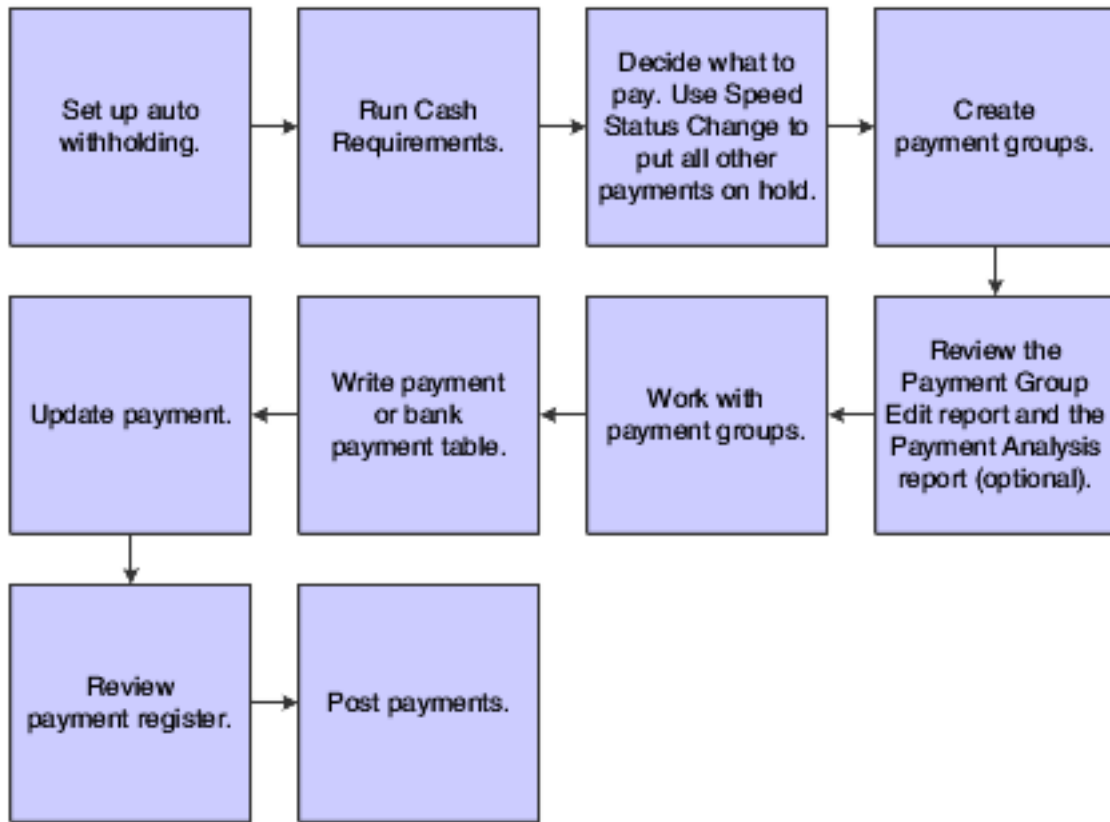 Set up auto
withholding.
Run Cash
Requirements.
Decide what to
pay. Use Speed
Status Change to
put all other
payments on hold.
Create
payment groups.
Review the
Payment Group
Edit report and the
Payment Analysis
report (optional).
Work with
payment groups.
Write payment
or bank
payment table.
Update payment.
Review
payment register.
Post payments.